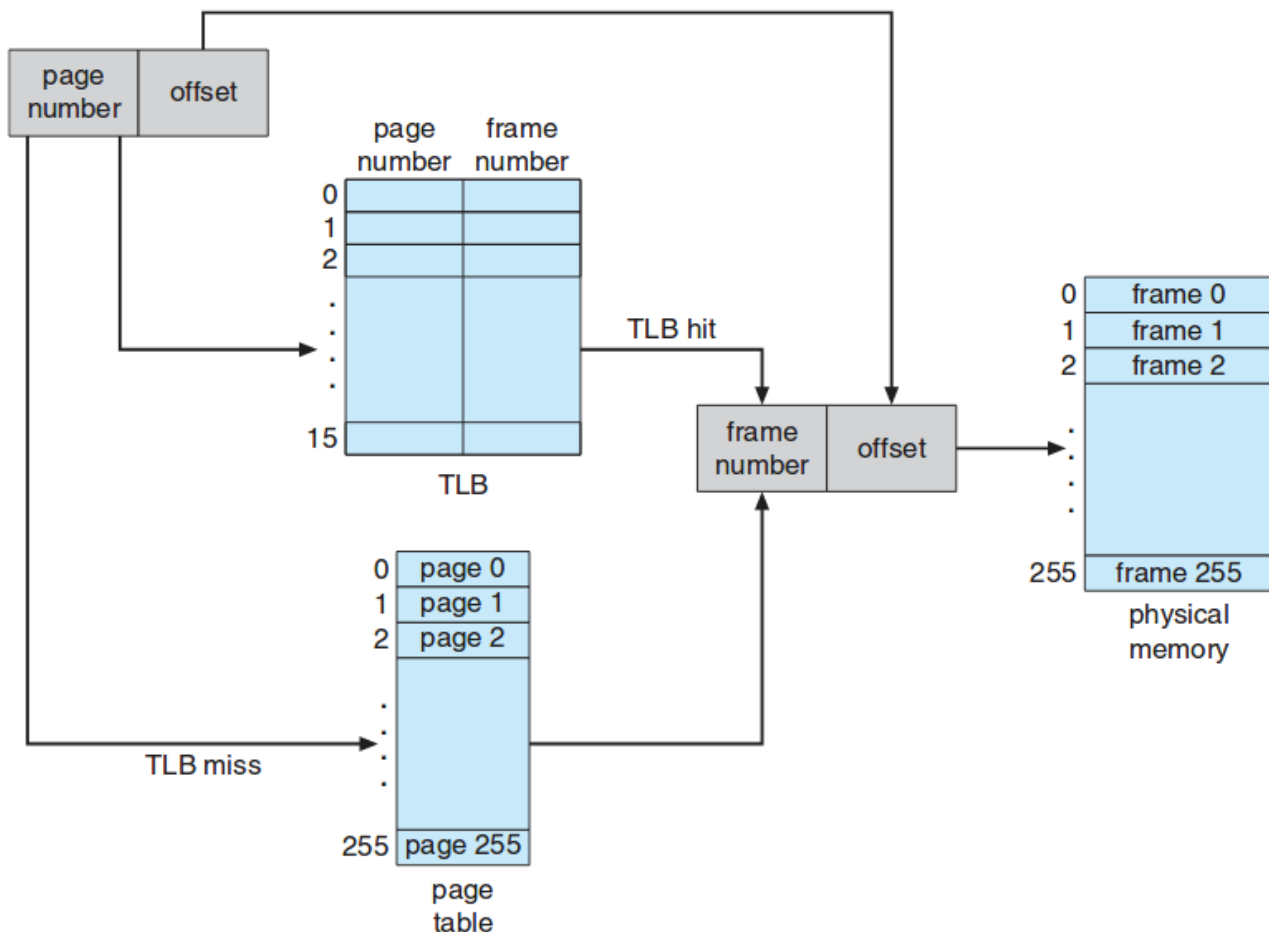 page
number
offset
page
number
frame
number
0
1
2
.
.
.
.
15
TLB
TLB hit
frame
number
offset
0
frame 0
1
frame 1
2
frame 2
.
.
.
.
255
frame 255
physical
memory
TLB miss
0
page 0
1
page 1
2
page 2
.
.
.
.
255
page 255
page
table